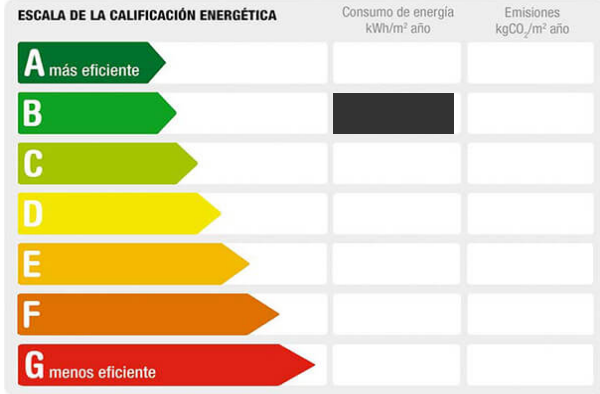 ESCALA DE LA CALIFICACIÓN ENERGÉTICA
Consumo de energía
kWh/m² año
Emisiones
kgCO₂/m² año
A más eficiente
B
C
D
E
F
G menos eficiente